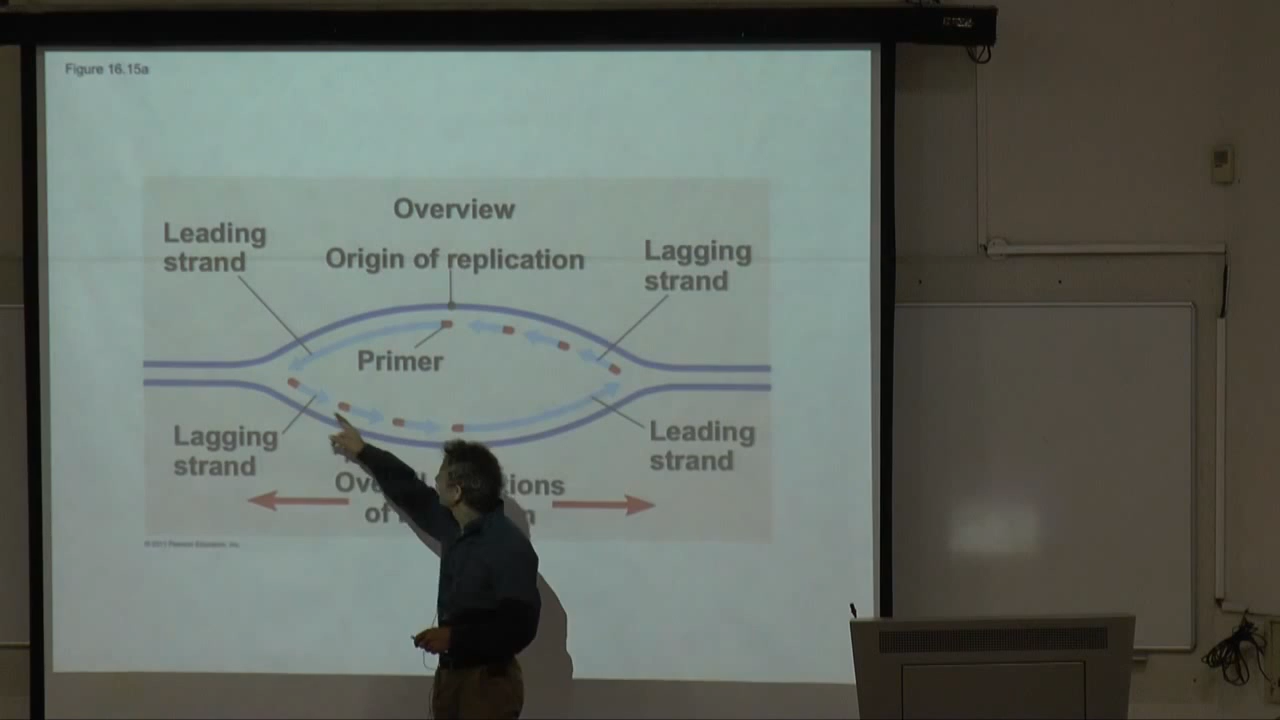 Figure 16.15a
Overview
Leading
strand
Origin of replication
Lagging
strand
Primer
Lagging
strand
Leading
strand
of
© 2011 Pearson Education, Inc.